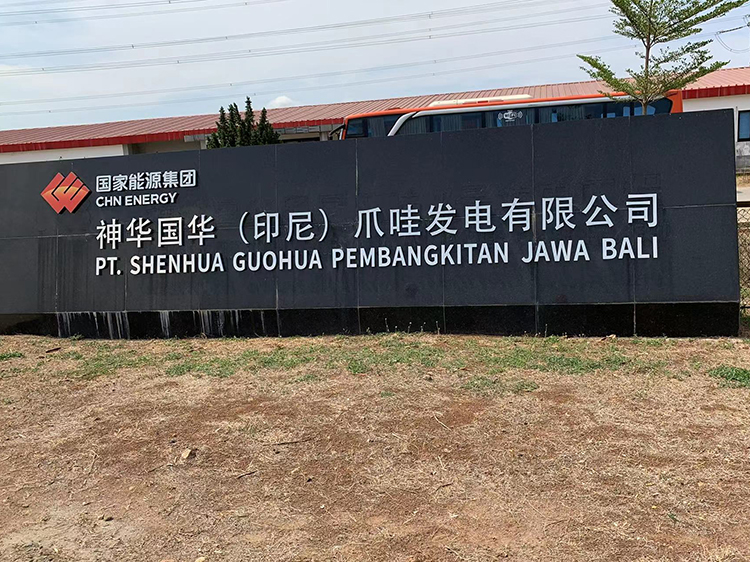 WiFi
国家能源集团
CHN ENERGY
神华国华（印尼）爪哇发电有限公司
PT. SHENHUA GUOHUA PEMBANGKITAN JAWA BALI